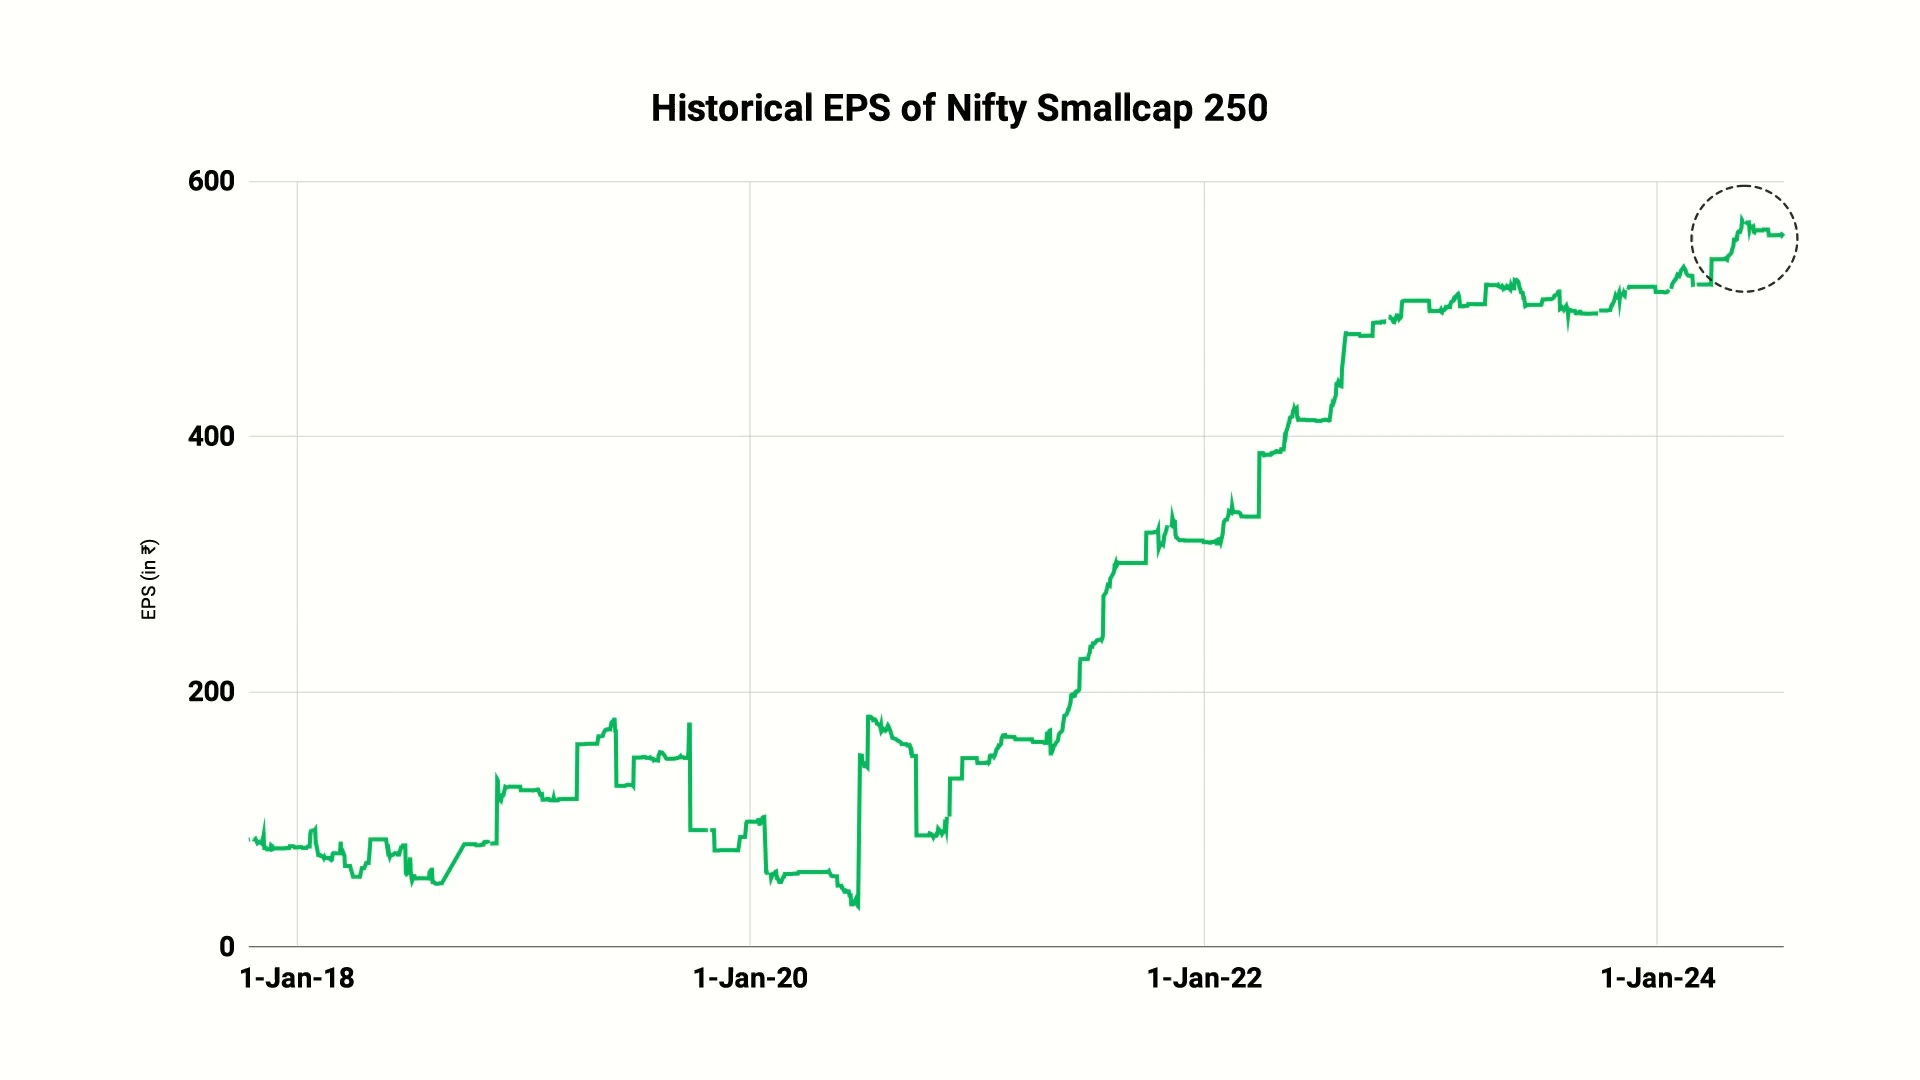 Historical EPS of Nifty Smallcap 250
600
400
200
0
EPS (in ₹)
1-Jan-18
1-Jan-20
1-Jan-22
1-Jan-24